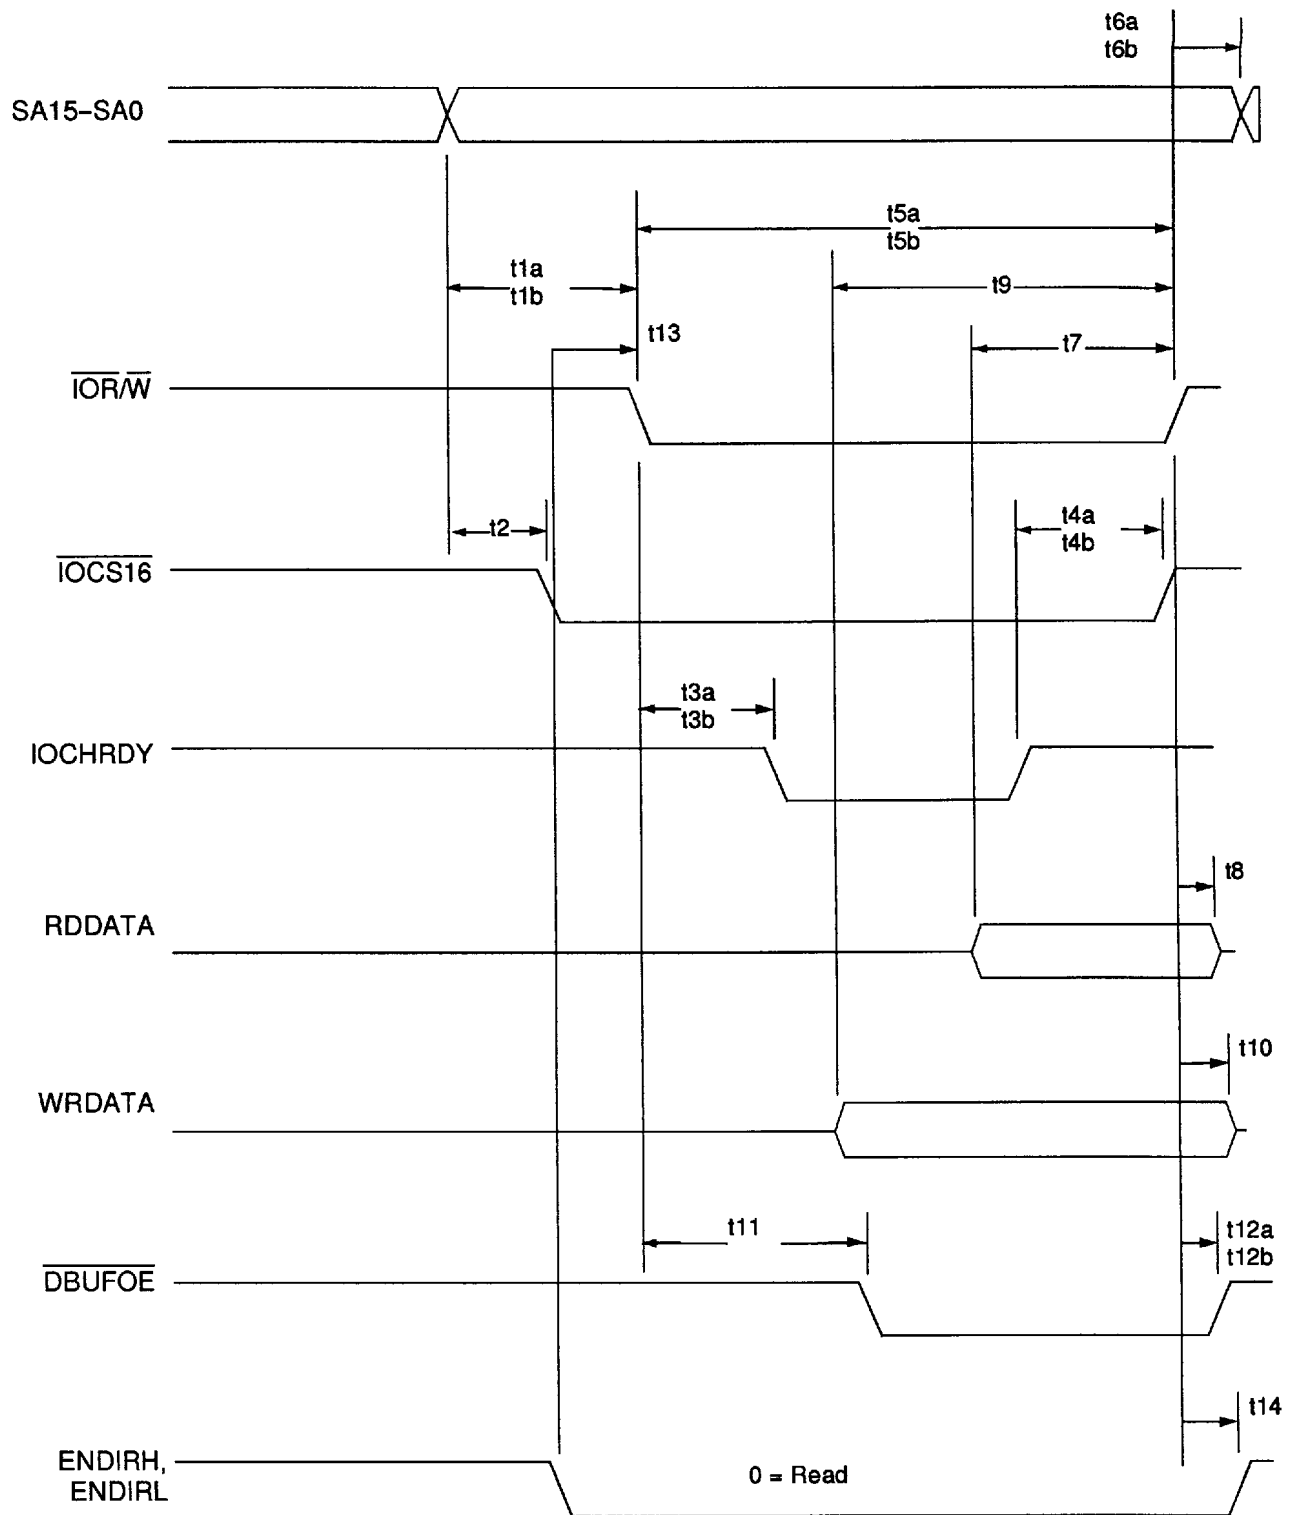 t6a
t6b
SA15–SA0
t5a
t5b
t1a
t1b
t9
t13
t7
IOR/W
t2
t4a
t4b
IOCS16
t3a
t3b
IOCHRDY
t8
RDDATA
t10
WRDATA
t11
t12a
t12b
DBUFOE
t14
ENDIRH,
ENDIRL
0 = Read